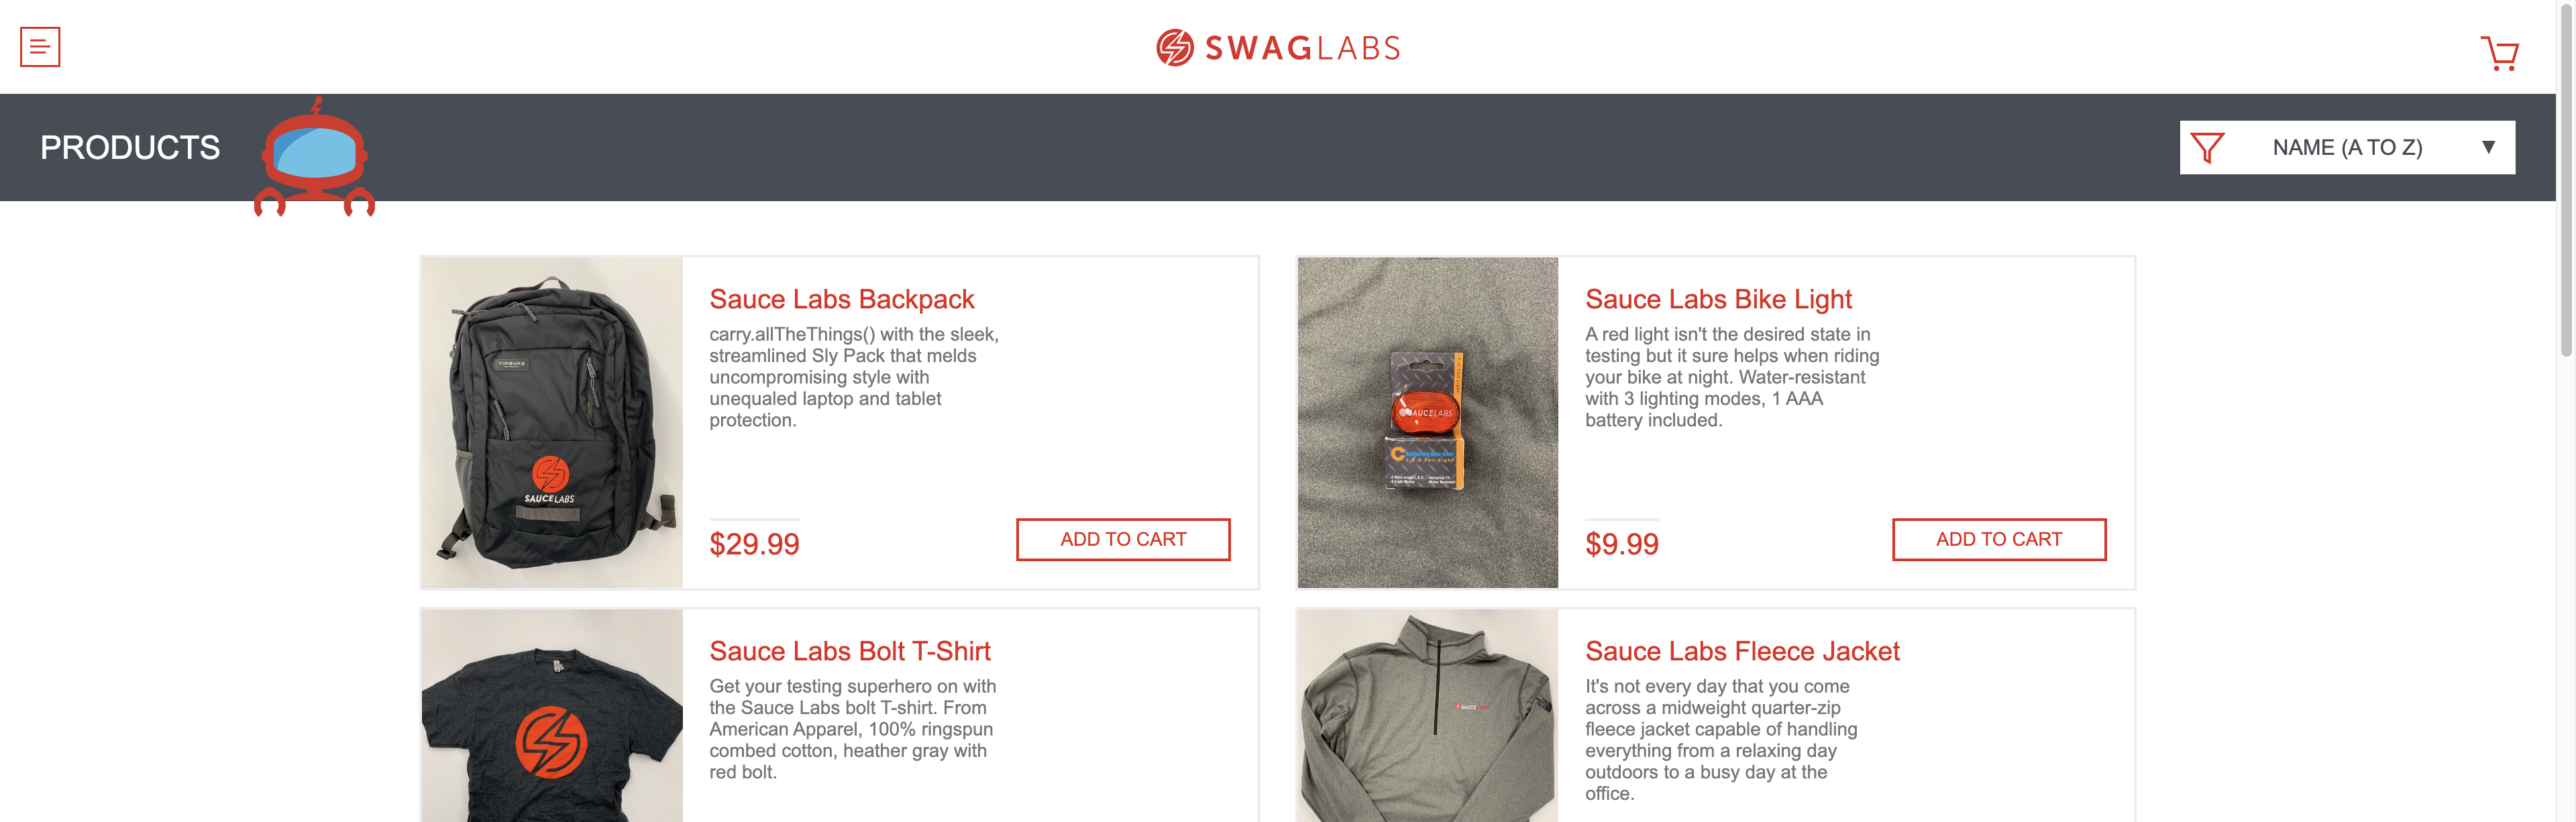 SWAGLABS
PRODUCTS
NAME (A TO Z)
TIMBUK2
SAUCELABS
Sauce Labs Backpack
carry.allTheThings() with the sleek,
streamlined Sly Pack that melds
uncompromising style with
unequaled laptop and tablet
protection.
$29.99
ADD TO CART
SAUCELABS
Sauce Labs Bike Light
A red light isn't the desired state in
testing but it sure helps when riding
your bike at night. Water-resistant
with 3 lighting modes, 1 AAA
battery included.
$9.99
ADD TO CART
Sauce Labs Bolt T-Shirt
Get your testing superhero on with
the Sauce Labs bolt T-shirt. From
American Apparel, 100% ringspun
combed cotton, heather gray with
red bolt.
SAUCELABS
Sauce Labs Fleece Jacket
It's not every day that you come
across a midweight quarter-zip
fleece jacket capable of handling
everything from a relaxing day
outdoors to a busy day at the
office.